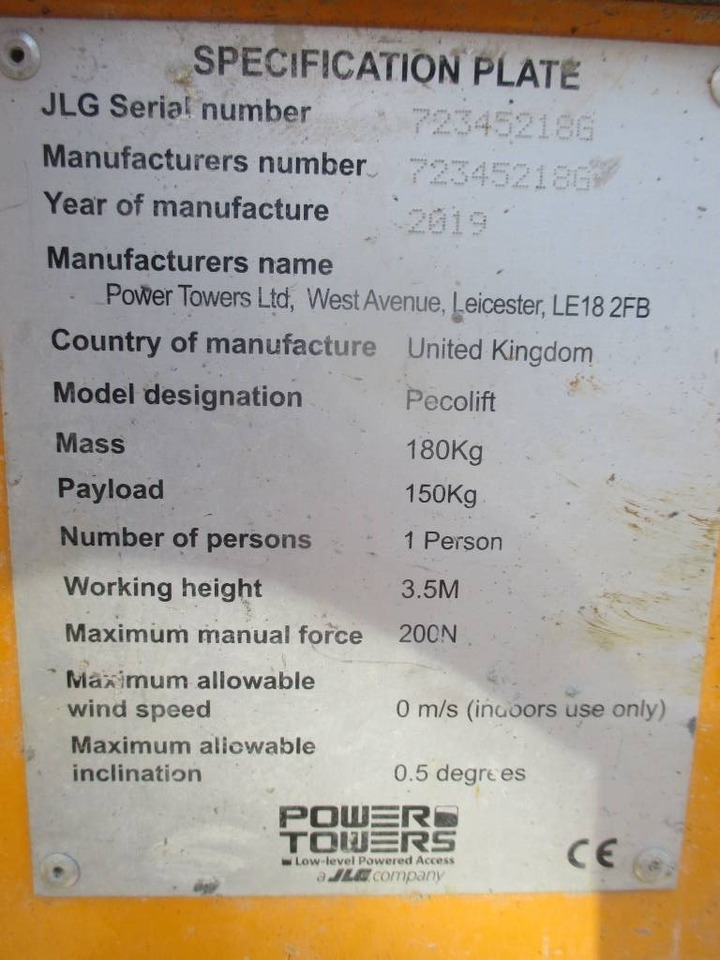 SPECIFICATION PLATE
JLG Serial number 72345218G
Manufacturers number 72345218G
Year of manufacture 2019
Manufacturers name
Power Towers Ltd, West Avenue, Leicester, LE18 2FB
Country of manufacture United Kingdom
Model designation Pecolift
Mass 180Kg
Payload 150Kg
Number of persons 1 Person
Working height 3.5M
Maximum manual force 200N
Maximum allowable
wind speed 0 m/s (indoors use only)
Maximum allowable
inclination 0.5 degrees
POWER
TOWERS
Low-level Powered Access
a JLG company
CE